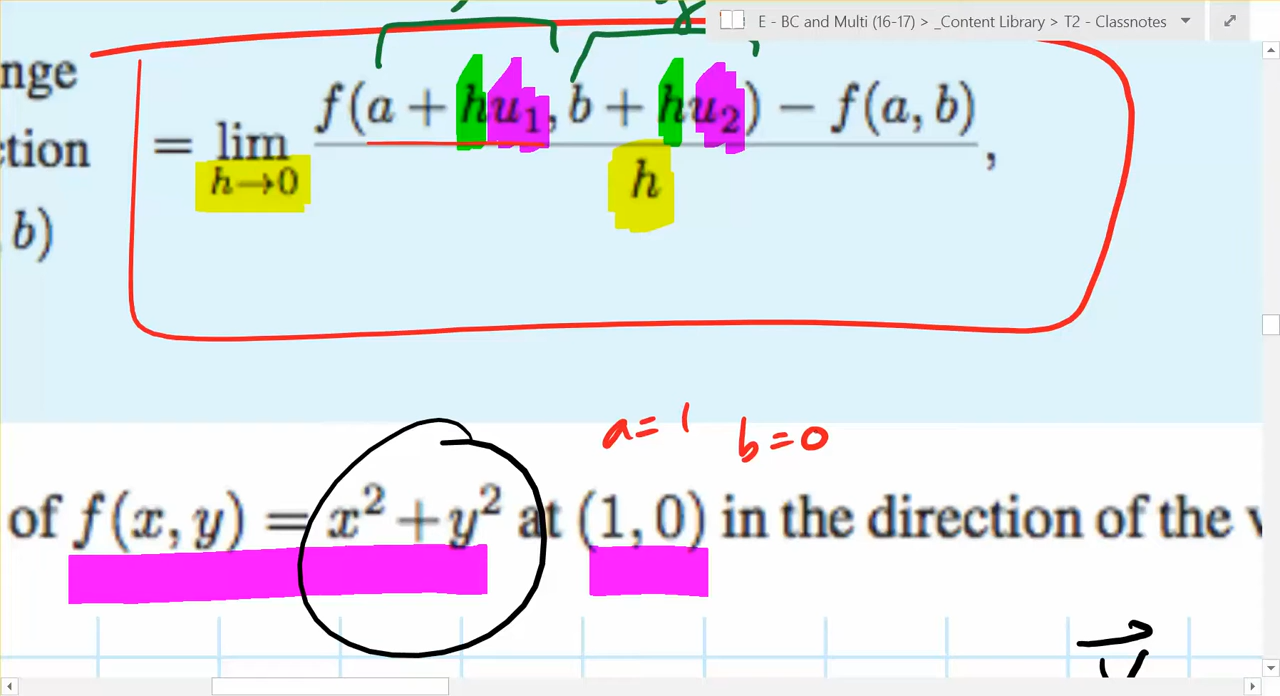 E - BC and Multi (16-17) > _Content Library > T2 - Classnotes
nge
ction
, b)
= lim h→0 f(a + hu₁, b + hu₂) − f(a, b) / h ,
a = 1 b = 0
of f(x, y) = x² + y² at (1, 0) in the direction of the v